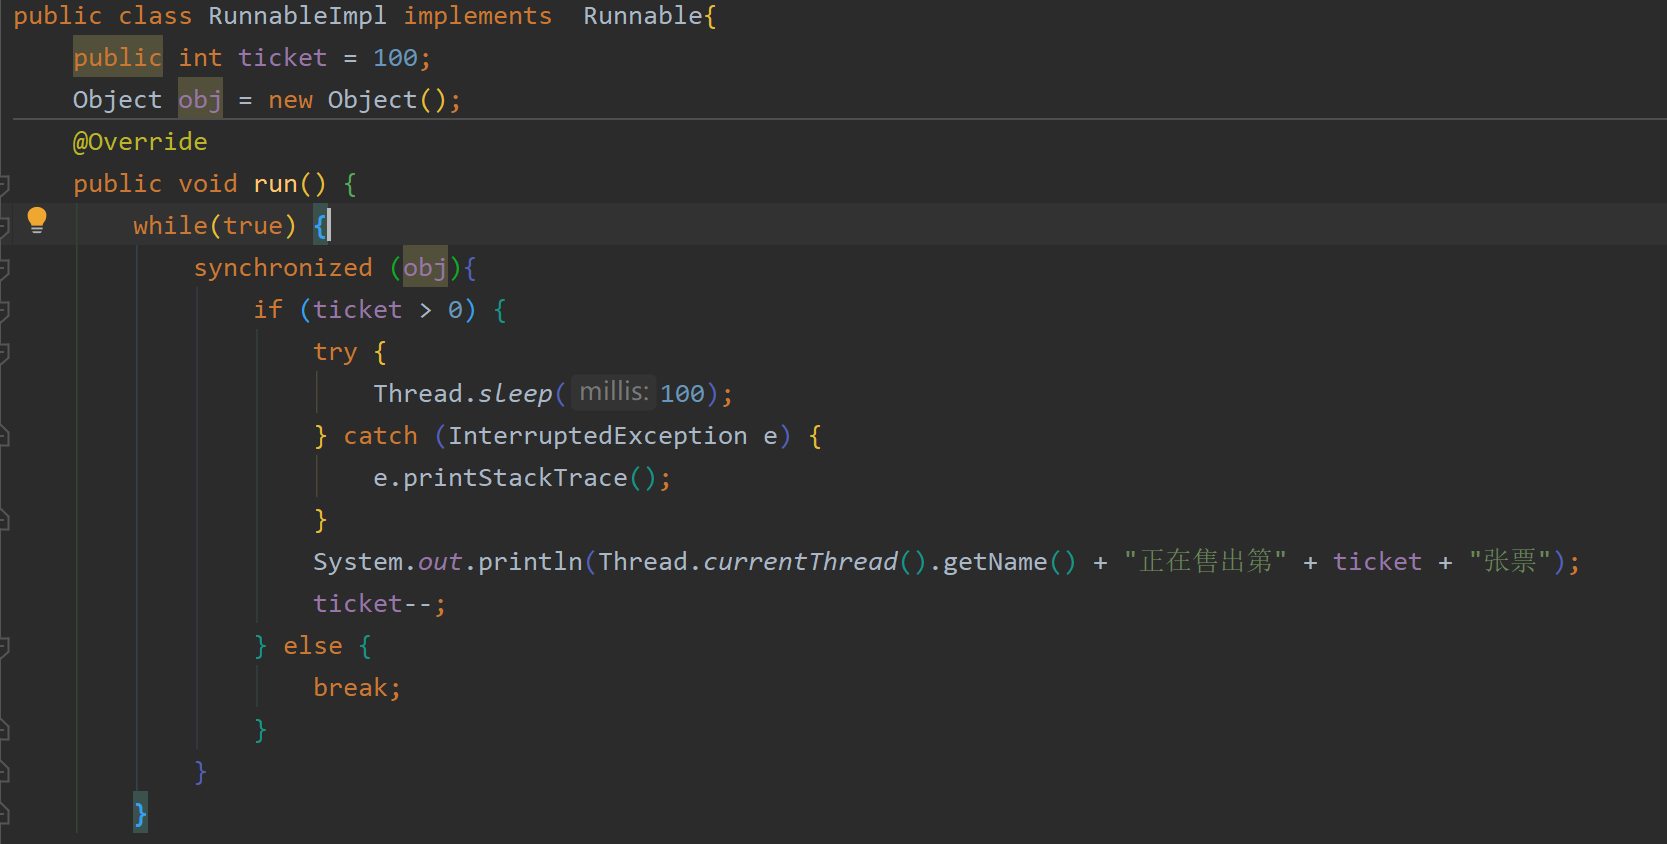 public class RunnableImpl implements  Runnable{
    public int ticket = 100;
    Object obj = new Object();
    @Override
    public void run() {
        while(true) {
            synchronized (obj){
                if (ticket > 0) {
                    try {
                        Thread.sleep( millis: 100);
                    } catch (InterruptedException e) {
                        e.printStackTrace();
                    }
                    System.out.println(Thread.currentThread().getName() + "正在售出第" + ticket + "张票");
                    ticket--;
                } else {
                    break;
                }
            }
        }